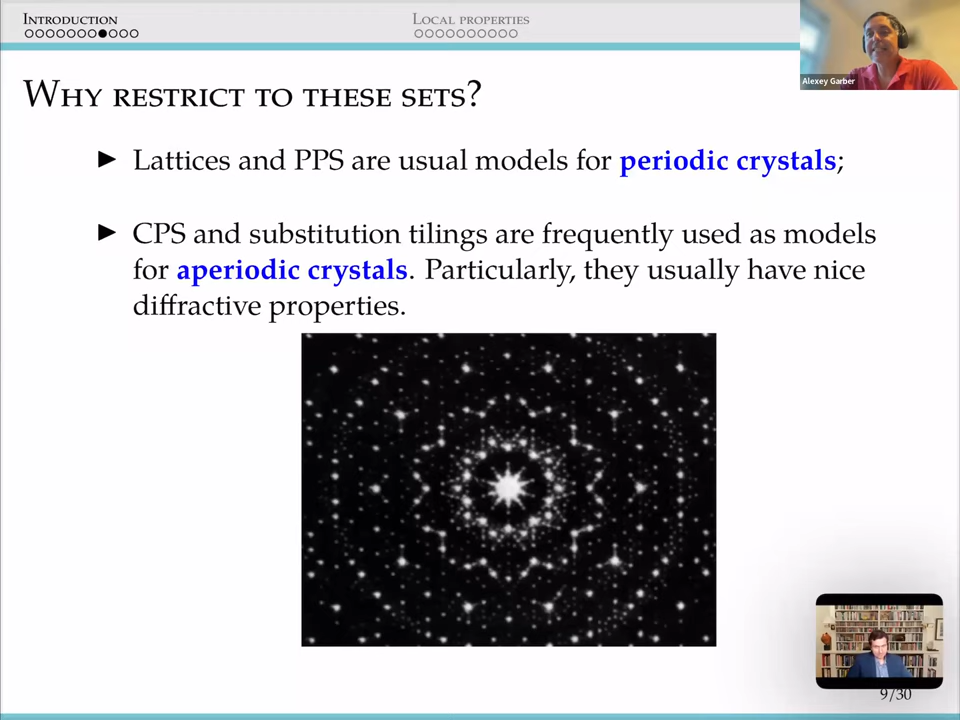 INTRODUCTION
LOCAL PROPERTIES
Alexey Garber
WHY RESTRICT TO THESE SETS?
▶ Lattices and PPS are usual models for periodic crystals;
▶ CPS and substitution tilings are frequently used as models
for aperiodic crystals. Particularly, they usually have nice
diffractive properties.
9/30